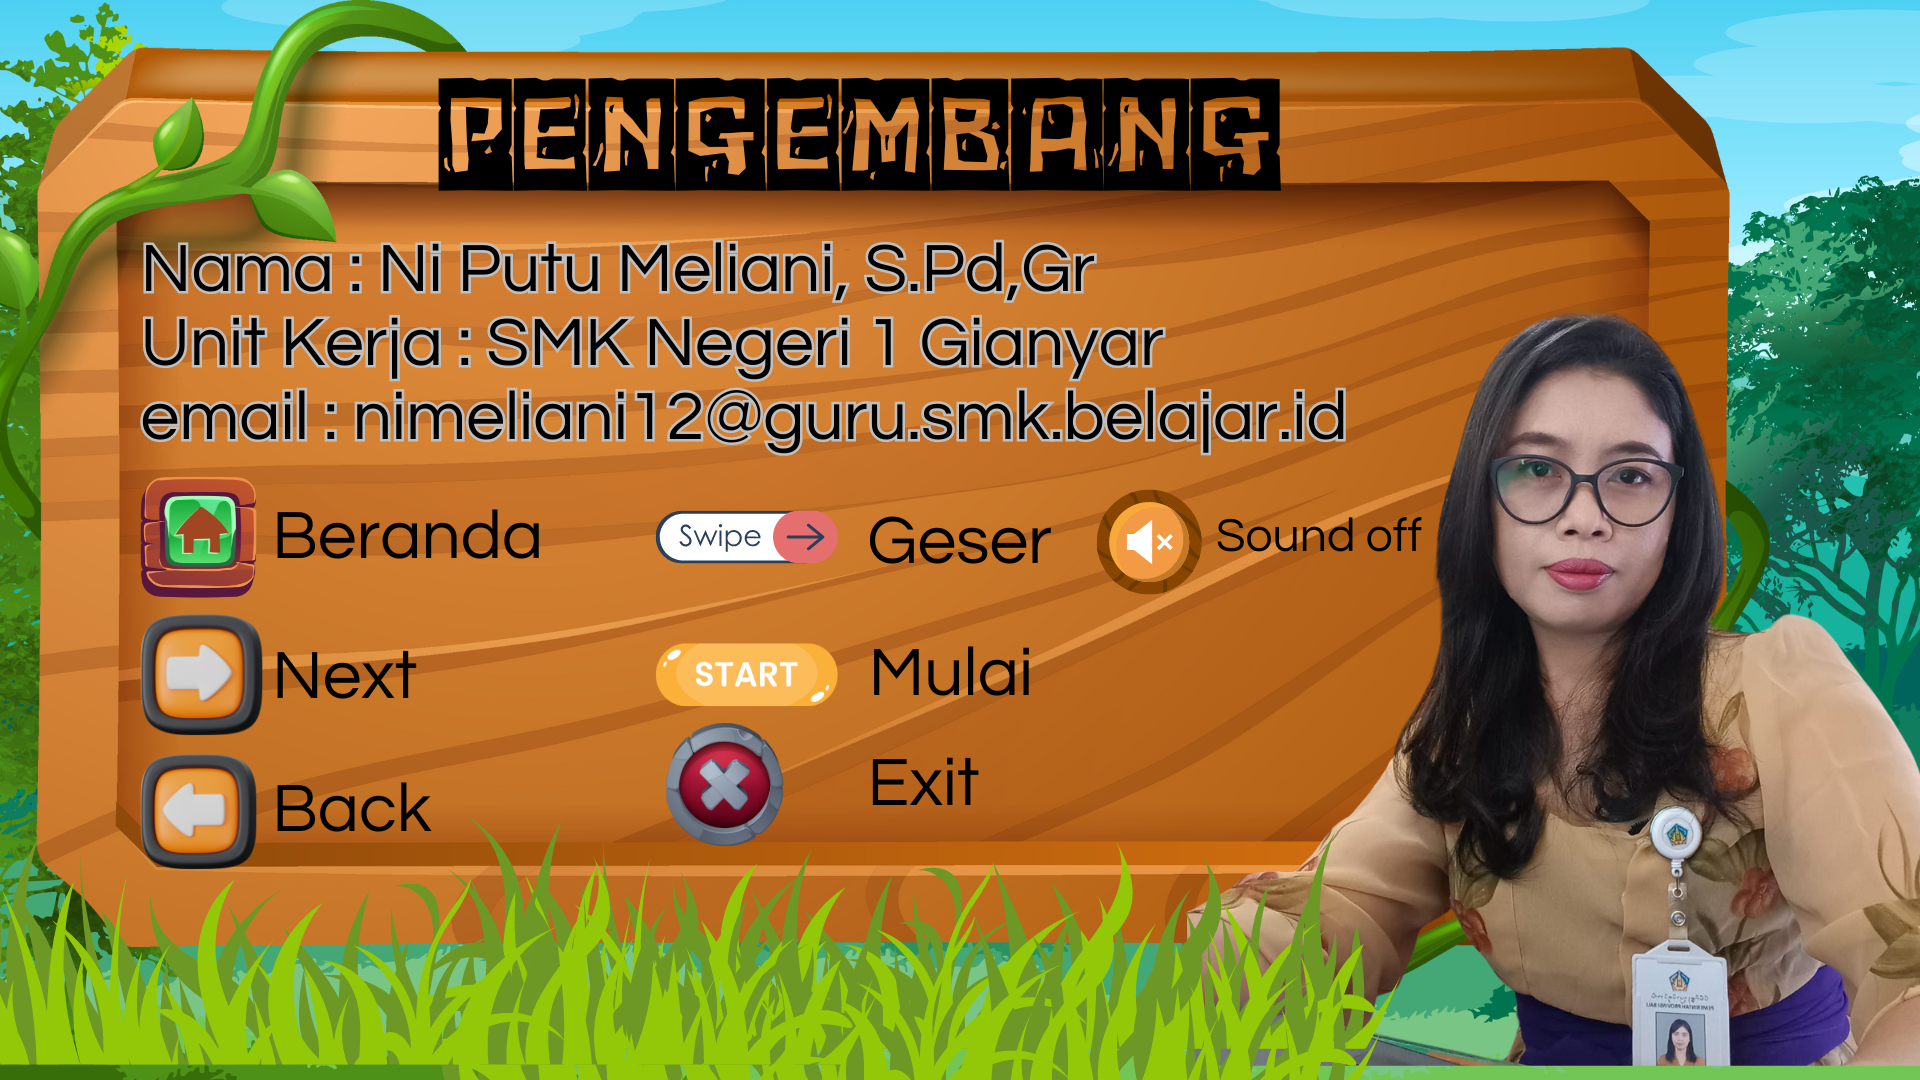 PENGEMBANG
Nama : Ni Putu Meliani, S.Pd,Gr
Unit Kerja : SMK Negeri 1 Gianyar
email : nimeliani12@guru.smk.belajar.id
Beranda
Swipe
Geser
Sound off
Next
START
Mulai
Back
Exit